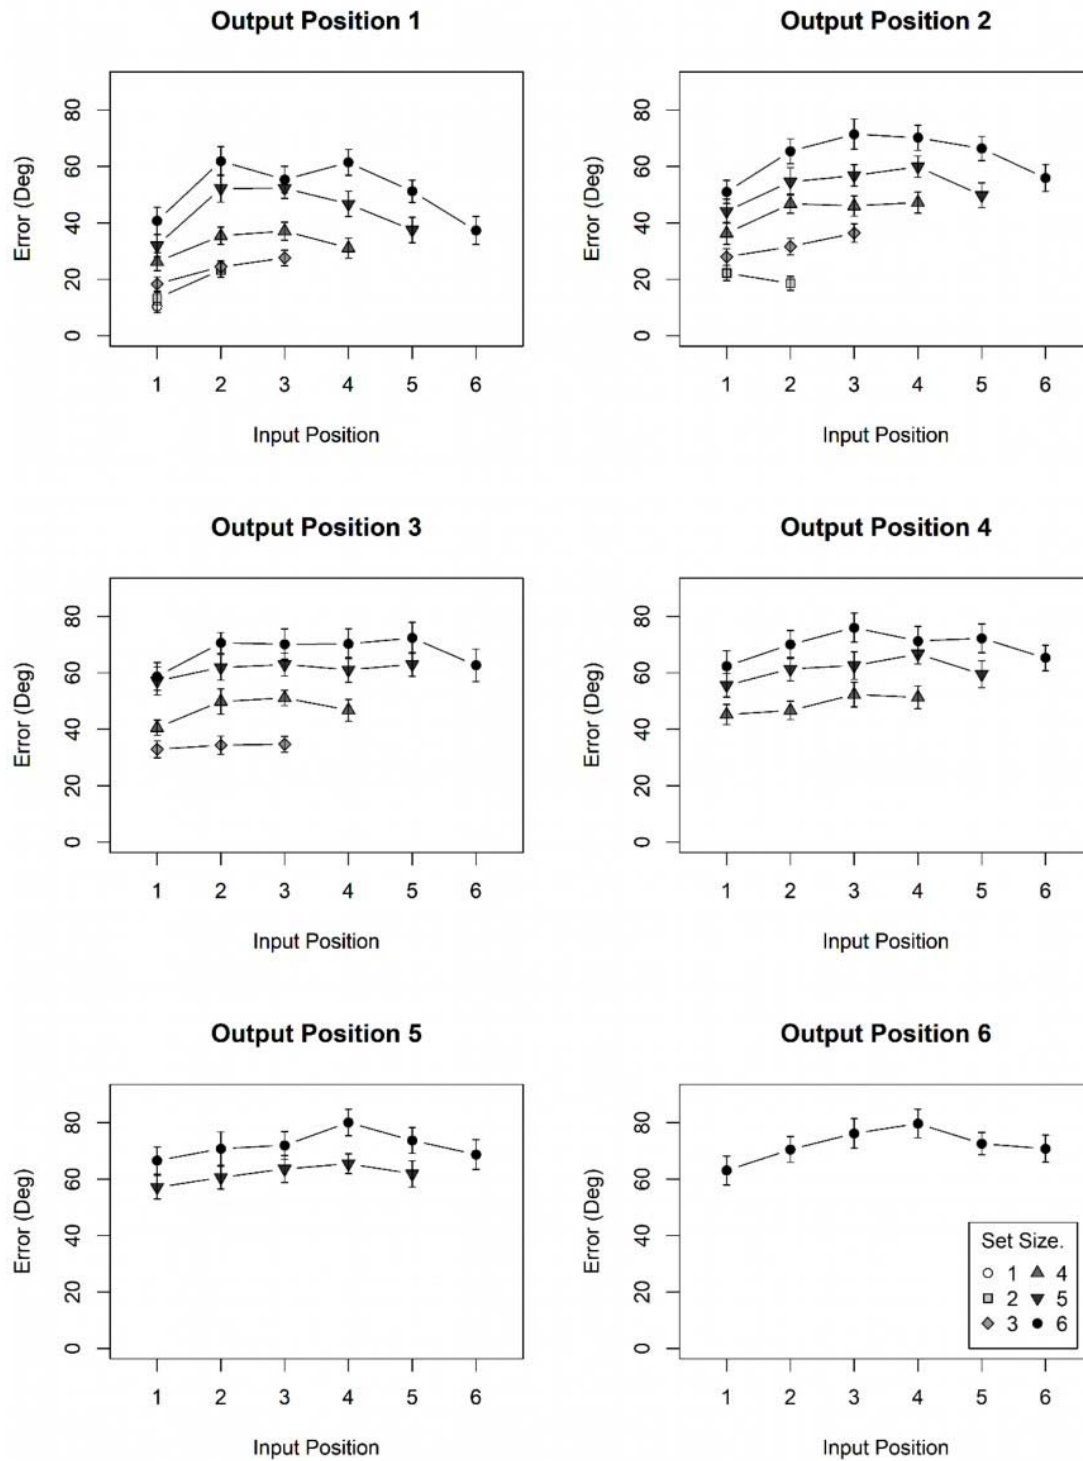 Output Position 1
Error (Deg)
80
60
40
20
0
1 2 3 4 5 6
Input Position
Output Position 2
Error (Deg)
80
60
40
20
0
1 2 3 4 5 6
Input Position
Output Position 3
Error (Deg)
80
60
40
20
0
1 2 3 4 5 6
Input Position
Output Position 4
Error (Deg)
80
60
40
20
0
1 2 3 4 5 6
Input Position
Output Position 5
Error (Deg)
80
60
40
20
0
1 2 3 4 5 6
Input Position
Output Position 6
Error (Deg)
80
60
40
20
0
Set Size.
1 4
2 5
3 6
1 2 3 4 5 6
Input Position